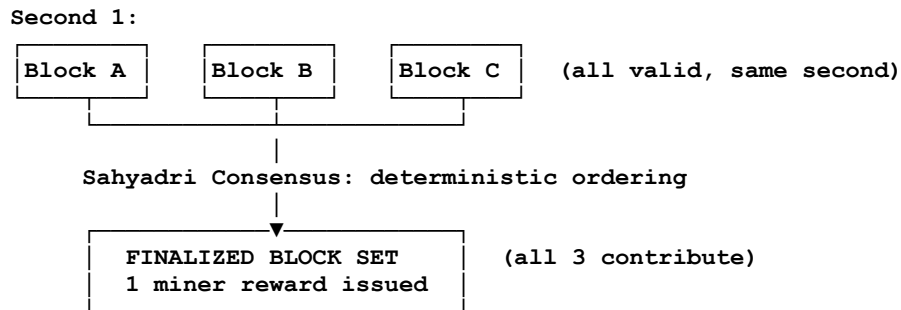 Second 1:
Block A Block B Block C (all valid, same second)
Sahyadri Consensus: deterministic ordering
FINALIZED BLOCK SET (all 3 contribute)
1 miner reward issued